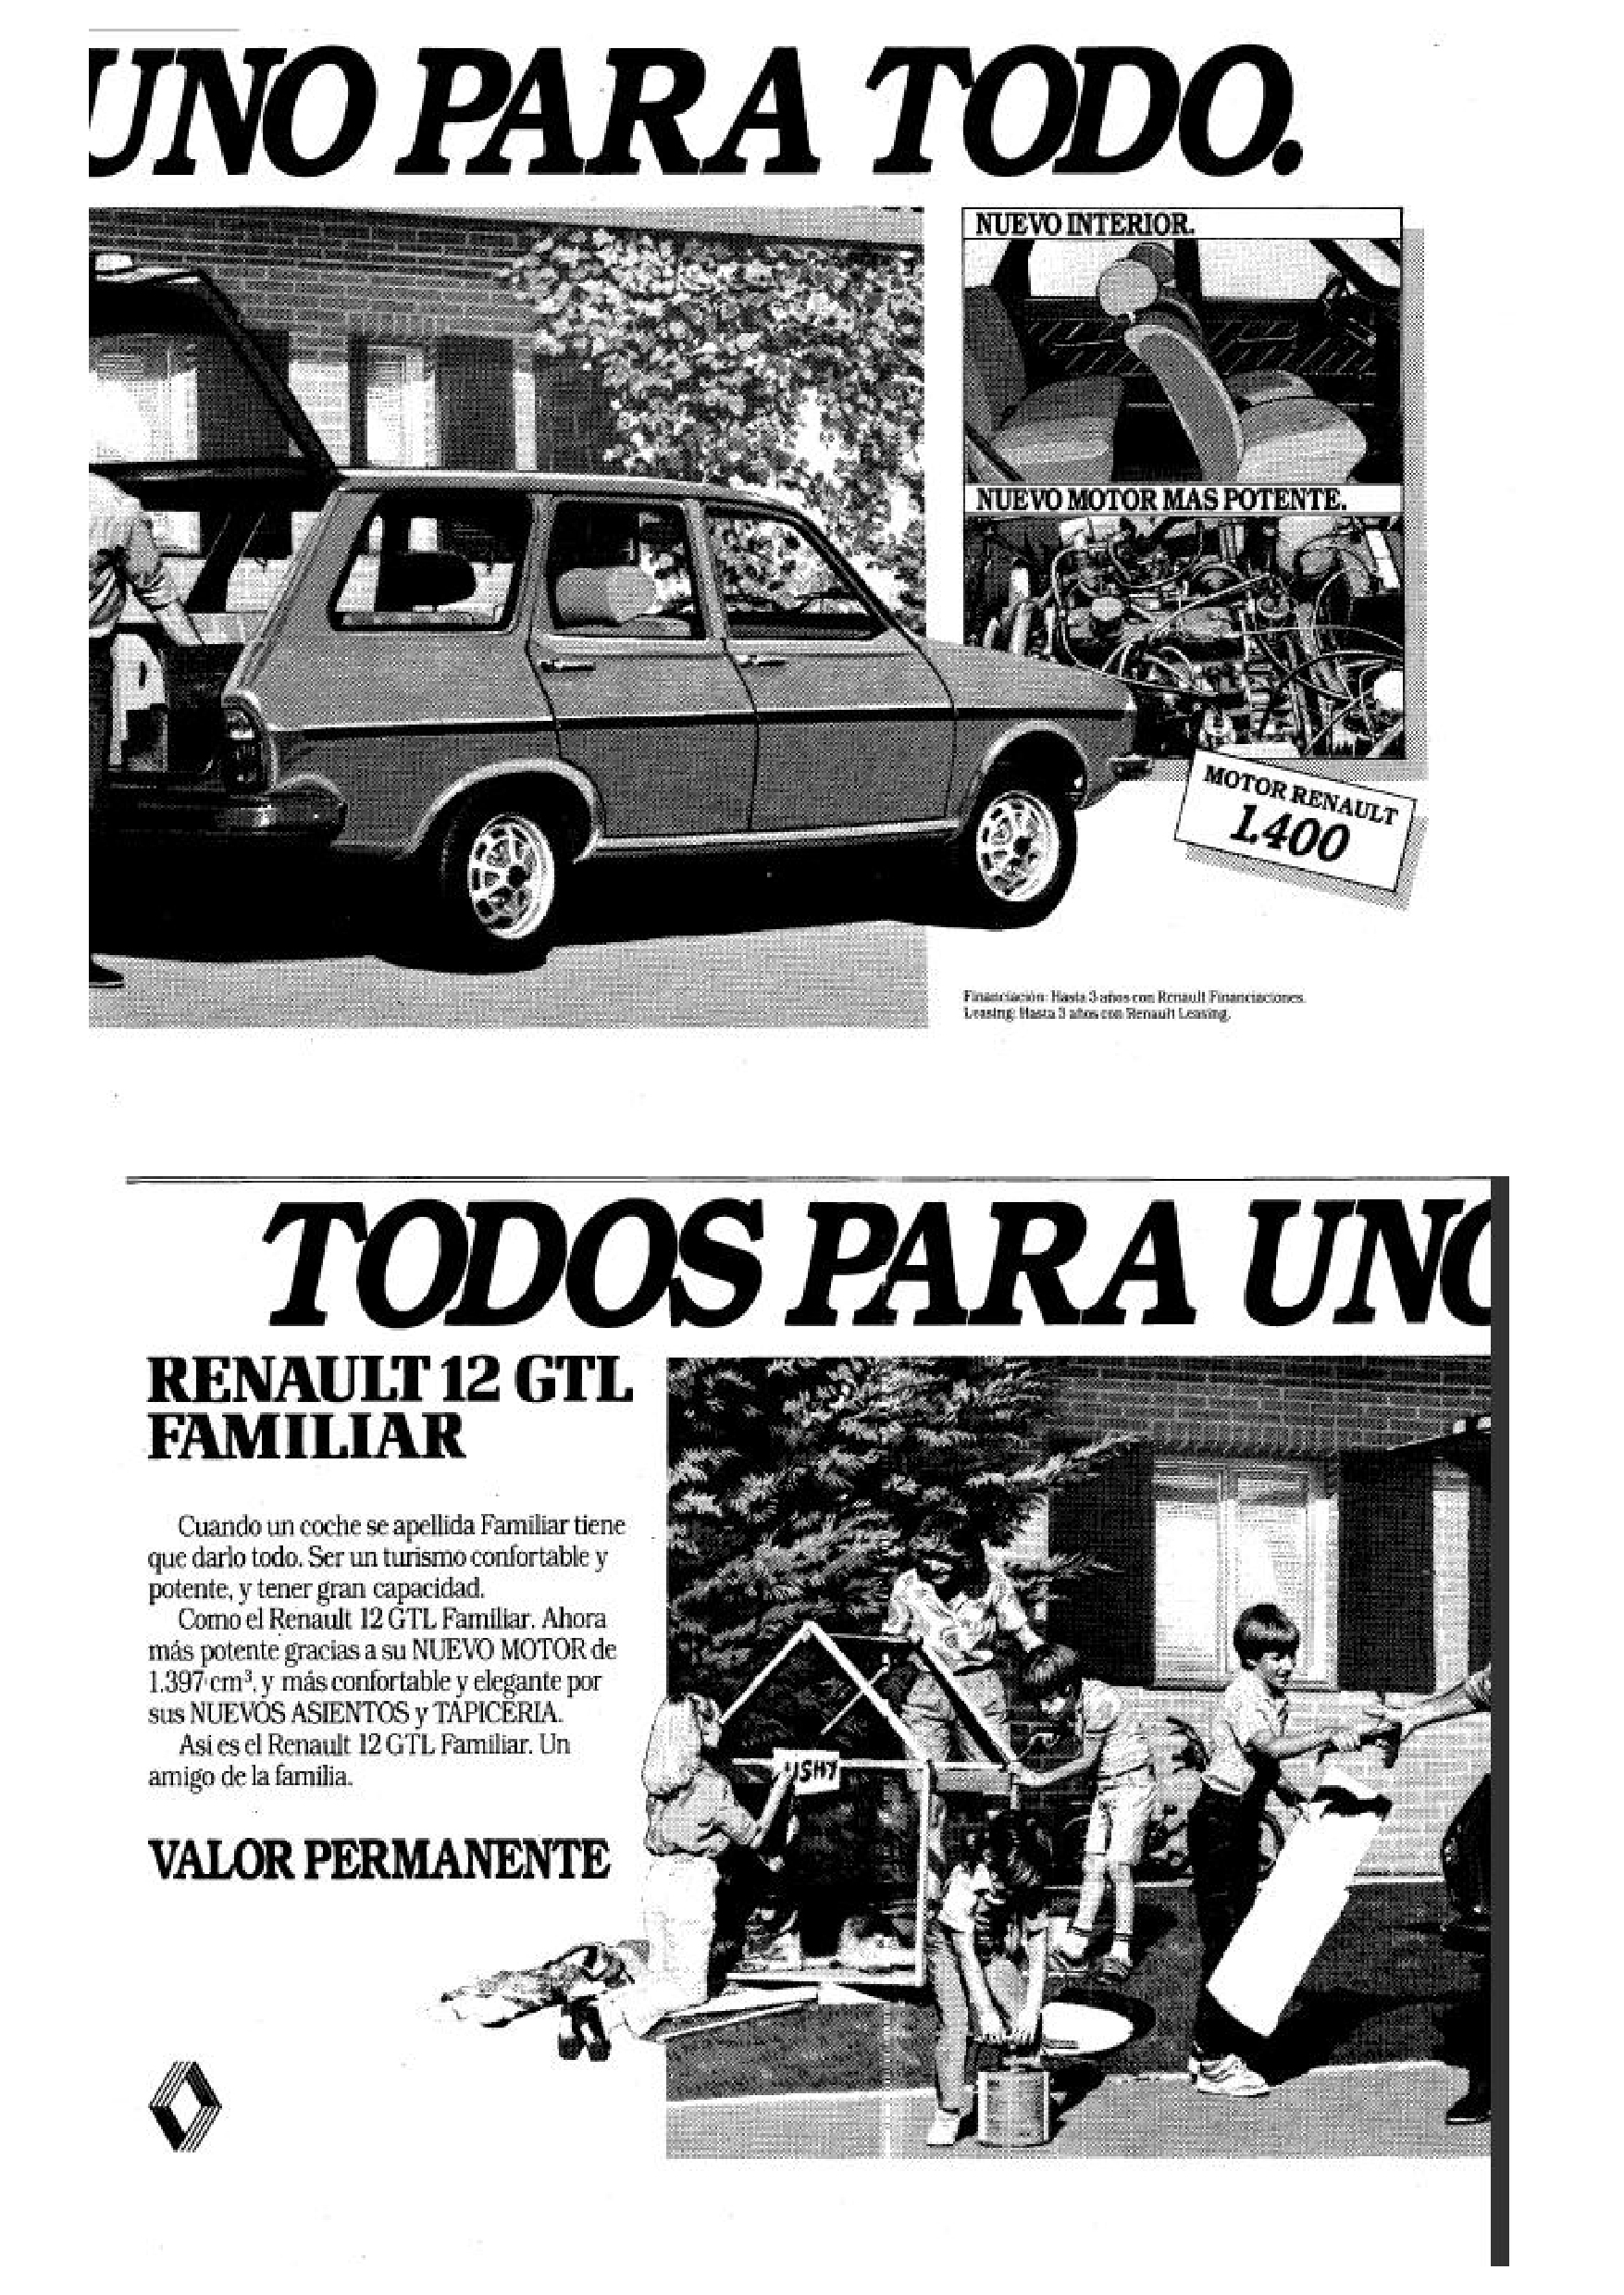 UNO PARA TODO.
NUEVO INTERIOR.
NUEVO MOTOR MAS POTENTE.
MOTOR RENAULT
1.400
Financiación: Hasta 3 años con Renault Financiaciones.
Leasing: Hasta 3 años con Renault Leasing.
TODOS PARA UNO
RENAULT 12 GTL
FAMILIAR
Cuando un coche se apellida Familiar tiene
que darlo todo. Ser un turismo confortable y
potente, y tener gran capacidad.
Como el Renault 12 GTL Familiar. Ahora
más potente gracias a su NUEVO MOTOR de
1.397 cm³, y más confortable y elegante por
sus NUEVOS ASIENTOS y TAPICERIA.
Asi es el Renault 12 GTL Familiar. Un
amigo de la familia.
VALOR PERMANENTE